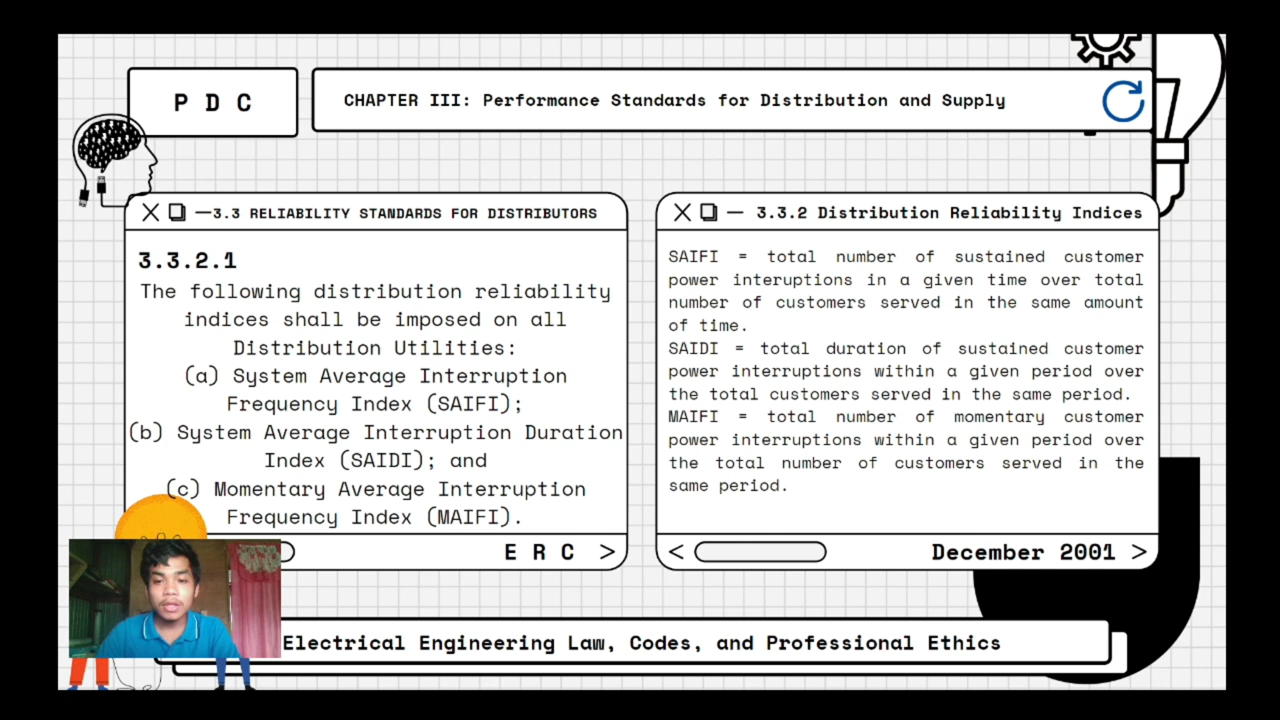 P D C
CHAPTER III: Performance Standards for Distribution and Supply
3.3 RELIABILITY STANDARDS FOR DISTRIBUTORS
3.3.2.1
The following distribution reliability
indices shall be imposed on all
Distribution Utilities:
(a) System Average Interruption
Frequency Index (SAIFI);
(b) System Average Interruption Duration
Index (SAIDI); and
(c) Momentary Average Interruption
Frequency Index (MAIFI).
E R C >
3.3.2 Distribution Reliability Indices
SAIFI = total number of sustained customer
power interuptions in a given time over total
number of customers served in the same amount
of time.
SAIDI = total duration of sustained customer
power interruptions within a given period over
the total customers served in the same period.
MAIFI = total number of momentary customer
power interruptions within a given period over
the total number of customers served in the
same period.
< December 2001 >
Electrical Engineering Law, Codes, and Professional Ethics